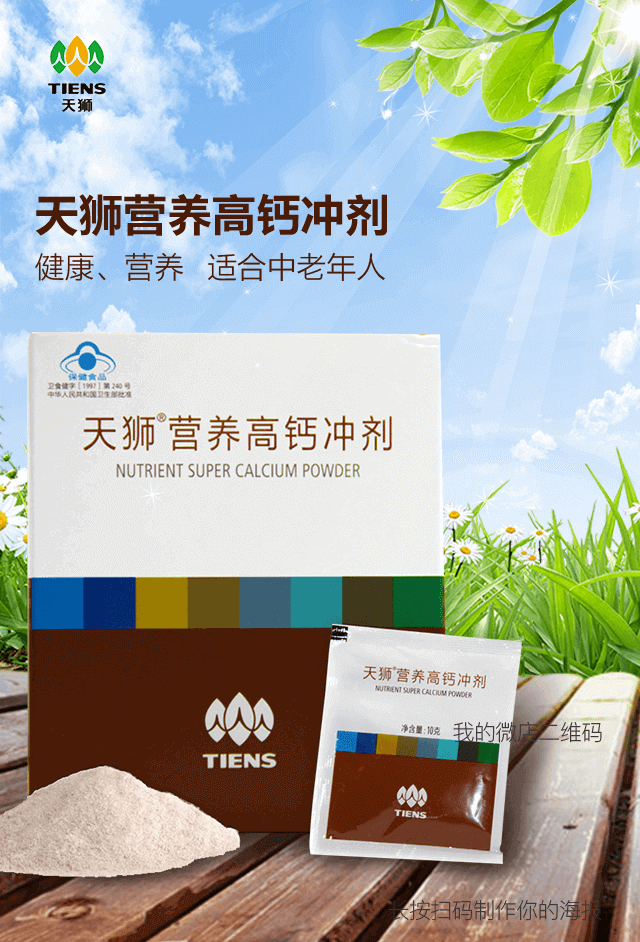 TIENS
天狮
天狮营养高钙冲剂
健康、营养 适合中老年人
保健食品
卫食健字［1997］第240号
中华人民共和国卫生部批准
天狮®营养高钙冲剂
NUTRIENT SUPER CALCIUM POWDER
TIENS
天狮®营养高钙冲剂
NUTRIENT SUPER CALCIUM POWDER
净含量:10克
我的微店二维码
TIENS
长按扫码制作你的海报